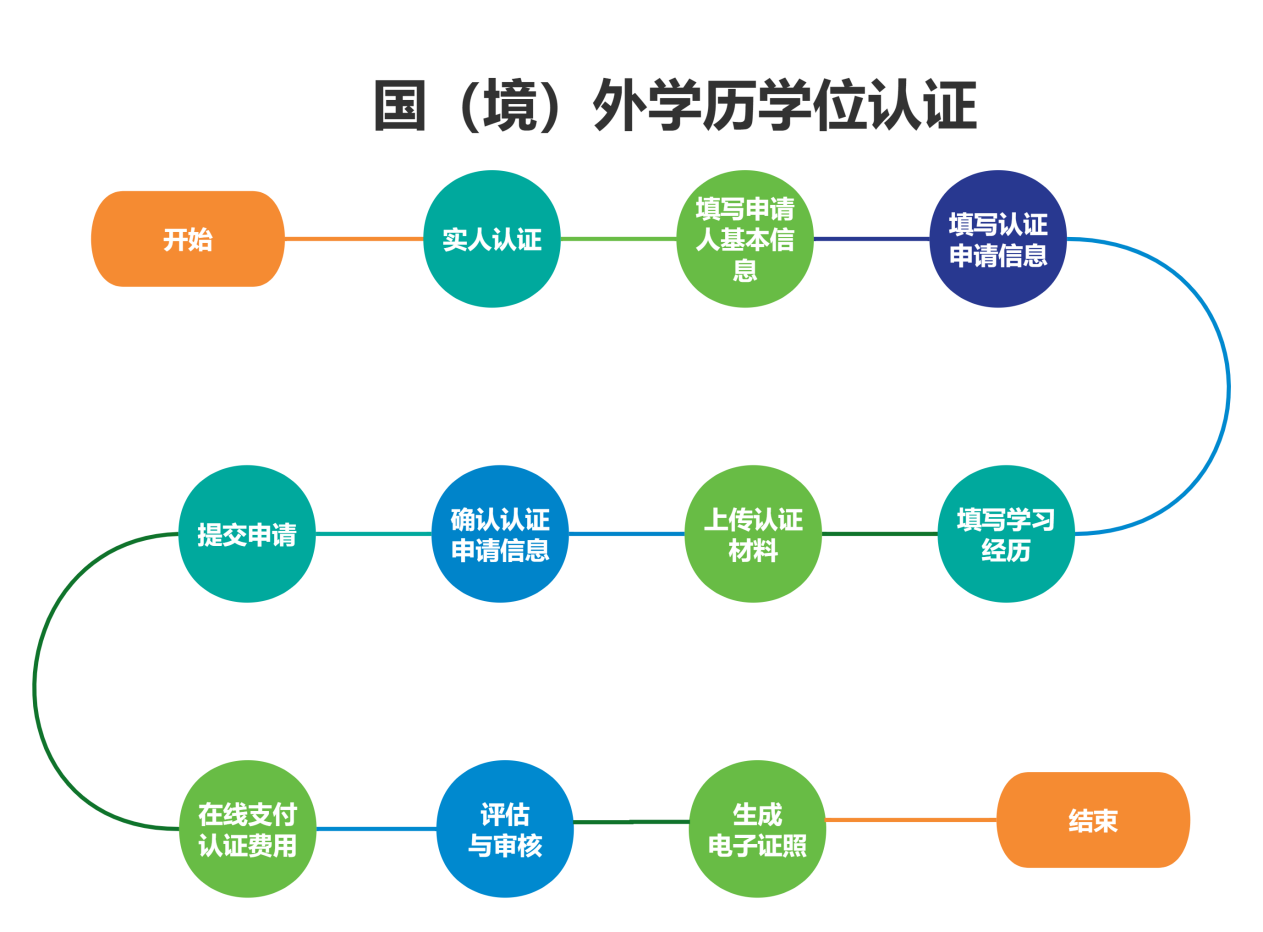 国（境）外学历学位认证
开始
实人认证
填写申请
人基本信
息
填写认证
申请信息
填写学习
经历
上传认证
材料
确认认证
申请信息
提交申请
在线支付
认证费用
评估
与审核
生成
电子证照
结束